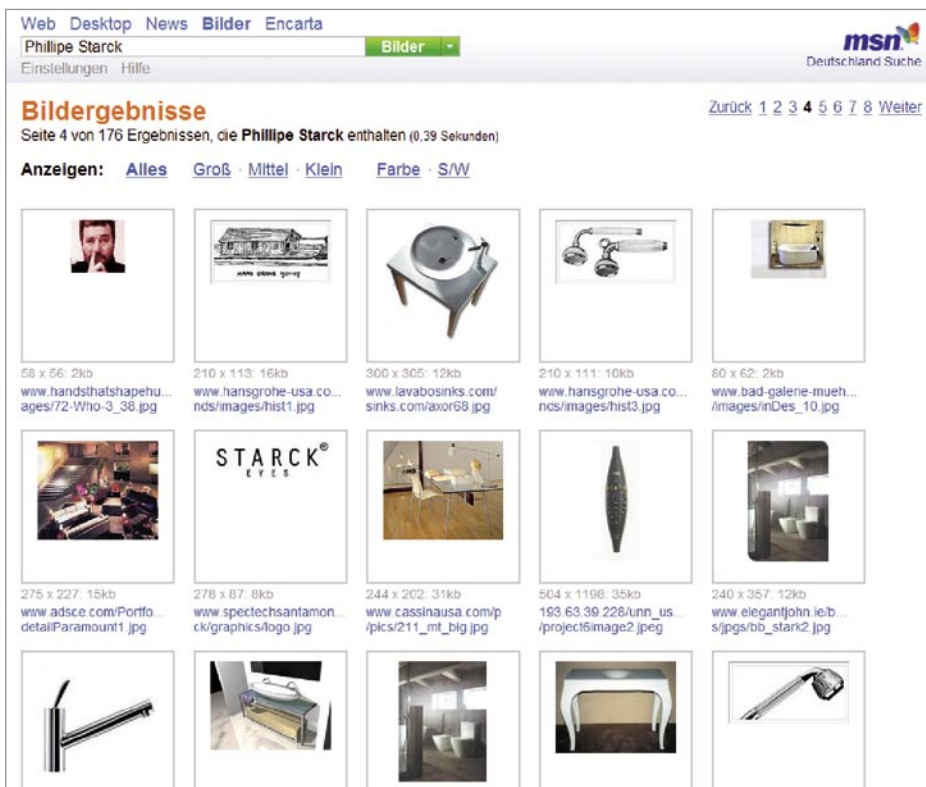 Web Desktop News Bilder Encarta
Phillipe Starck Bilder
Einstellungen Hilfe
msn
Deutschland Suche
Bildergebnisse
Zurück 1 2 3 4 5 6 7 8 Weiter
Seite 4 von 176 Ergebnissen, die Phillipe Starck enthalten (0,39 Sekunden)
Anzeigen: Alles Groß · Mittel · Klein Farbe · S/W
58 x 56: 2kb
www.handsthatshapehu...
ages/72-Who-3_38.jpg
210 x 113: 16kb
www.hansgrohe-usa.co...
nds/images/hist1.jpg
300 x 305: 12kb
www.lavabosinks.com/
sinks.com/axor68.jpg
210 x 111: 10kb
www.hansgrohe-usa.co...
nds/images/hist3.jpg
80 x 62: 2kb
www.bad-galerie-mueh...
/images/inDes_10.jpg
STARCK®
EYES
275 x 227: 15kb
www.adsce.com/Portfo...
detailParamount1.jpg
278 x 87: 8kb
www.spectechsantamon...
ck/graphics/logo.jpg
244 x 202: 31kb
www.cassinausa.com/p
/pics/211_mt_big.jpg
504 x 1198: 35kb
193.63.39.228/unn_us...
/project6image2.jpeg
240 x 357: 12kb
www.elegantjohn.ie/b...
s/jpgs/bb_stark2.jpg